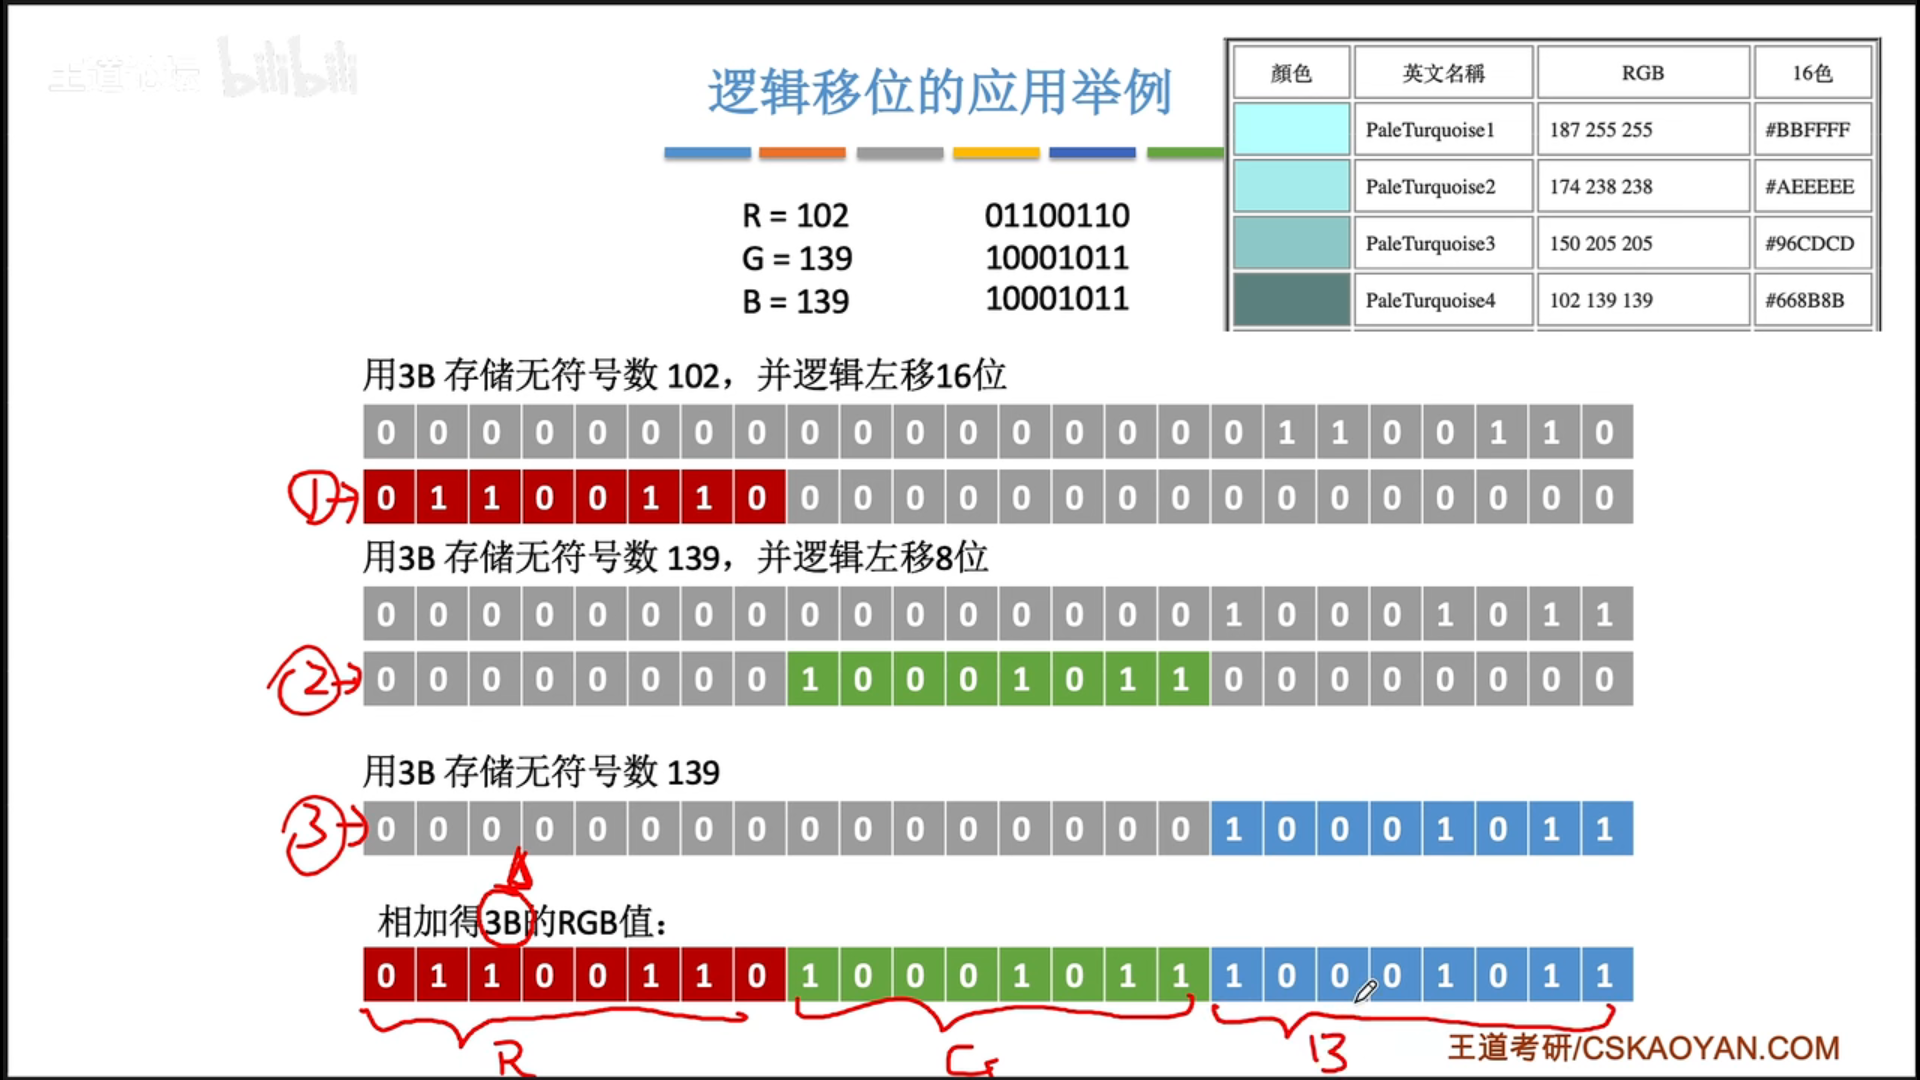 王道论坛 bilibili
逻辑移位的应用举例
顏色 英文名稱 RGB 16色
PaleTurquoise1 187 255 255 #BBFFFF
PaleTurquoise2 174 238 238 #AEEEEE
PaleTurquoise3 150 205 205 #96CDCD
PaleTurquoise4 102 139 139 #668B8B
R = 102 01100110
G = 139 10001011
B = 139 10001011
用3B 存储无符号数 102，并逻辑左移16位
0 0 0 0 0 0 0 0 0 0 0 0 0 0 0 0 0 1 1 0 0 1 1 0
① 0 1 1 0 0 1 1 0 0 0 0 0 0 0 0 0 0 0 0 0 0 0 0 0
用3B 存储无符号数 139，并逻辑左移8位
0 0 0 0 0 0 0 0 0 0 0 0 0 0 0 0 1 0 0 0 1 0 1 1
② 0 0 0 0 0 0 0 0 1 0 0 0 1 0 1 1 0 0 0 0 0 0 0 0
用3B 存储无符号数 139
③ 0 0 0 0 0 0 0 0 0 0 0 0 0 0 0 0 1 0 0 0 1 0 1 1
相加得3B的RGB值：
0 1 1 0 0 1 1 0 1 0 0 0 1 0 1 1 1 0 0 0 1 0 1 1
R G B
王道考研/CSKAOYAN.COM